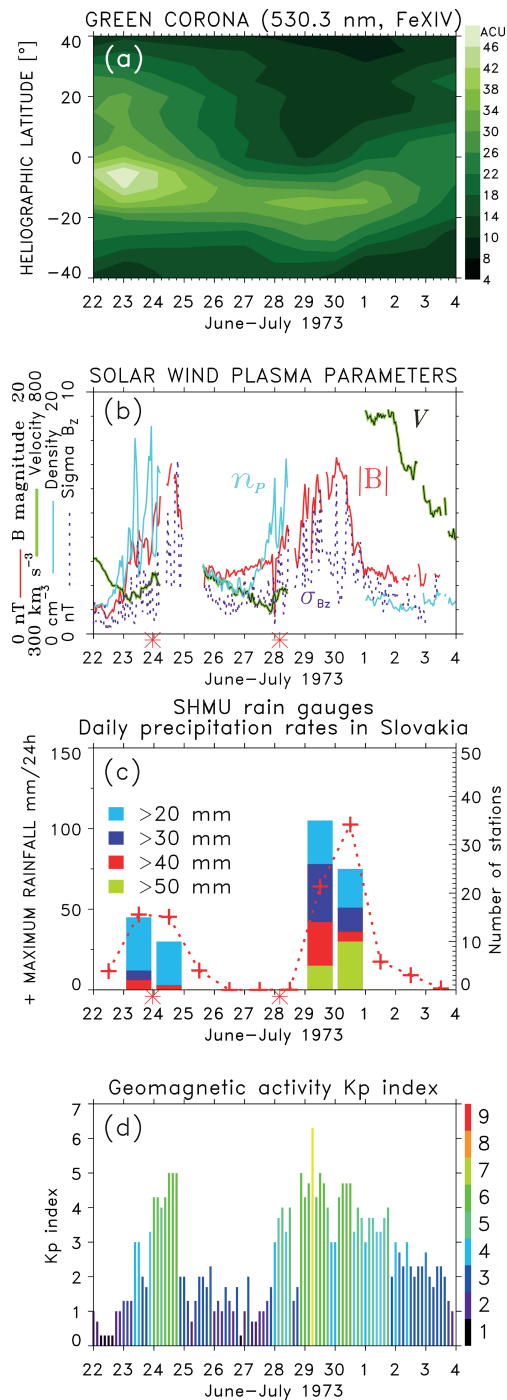 GREEN CORONA (530.3 nm, FeXIV)
(a)
HELIOGRAPHIC LATITUDE [°]
40
20
0
−20
−40
22 23 24 25 26 27 28 29 30 1 2 3 4
June−July 1973
ACU
46
42
38
34
30
26
22
18
14
10
8
4
SOLAR WIND PLASMA PARAMETERS
(b)
0 nT B magnitude 20
300 km s⁻¹ Velocity 800
0 cm⁻³ Density 20
0 nT Sigma Bz 10
nP
|B|
V
σBz
22 23 24 25 26 27 28 29 30 1 2 3 4
June−July 1973
SHMU rain gauges
Daily precipitation rates in Slovakia
(c)
+ MAXIMUM RAINFALL mm/24h
150
100
50
0
>20 mm
>30 mm
>40 mm
>50 mm
50
40
30
20
10
0
Number of stations
22 23 24 25 26 27 28 29 30 1 2 3 4
June−July 1973
Geomagnetic activity Kp index
(d)
Kp index
7
6
5
4
3
2
1
0
22 23 24 25 26 27 28 29 30 1 2 3 4
June−July 1973
9
8
7
6
5
4
3
2
1